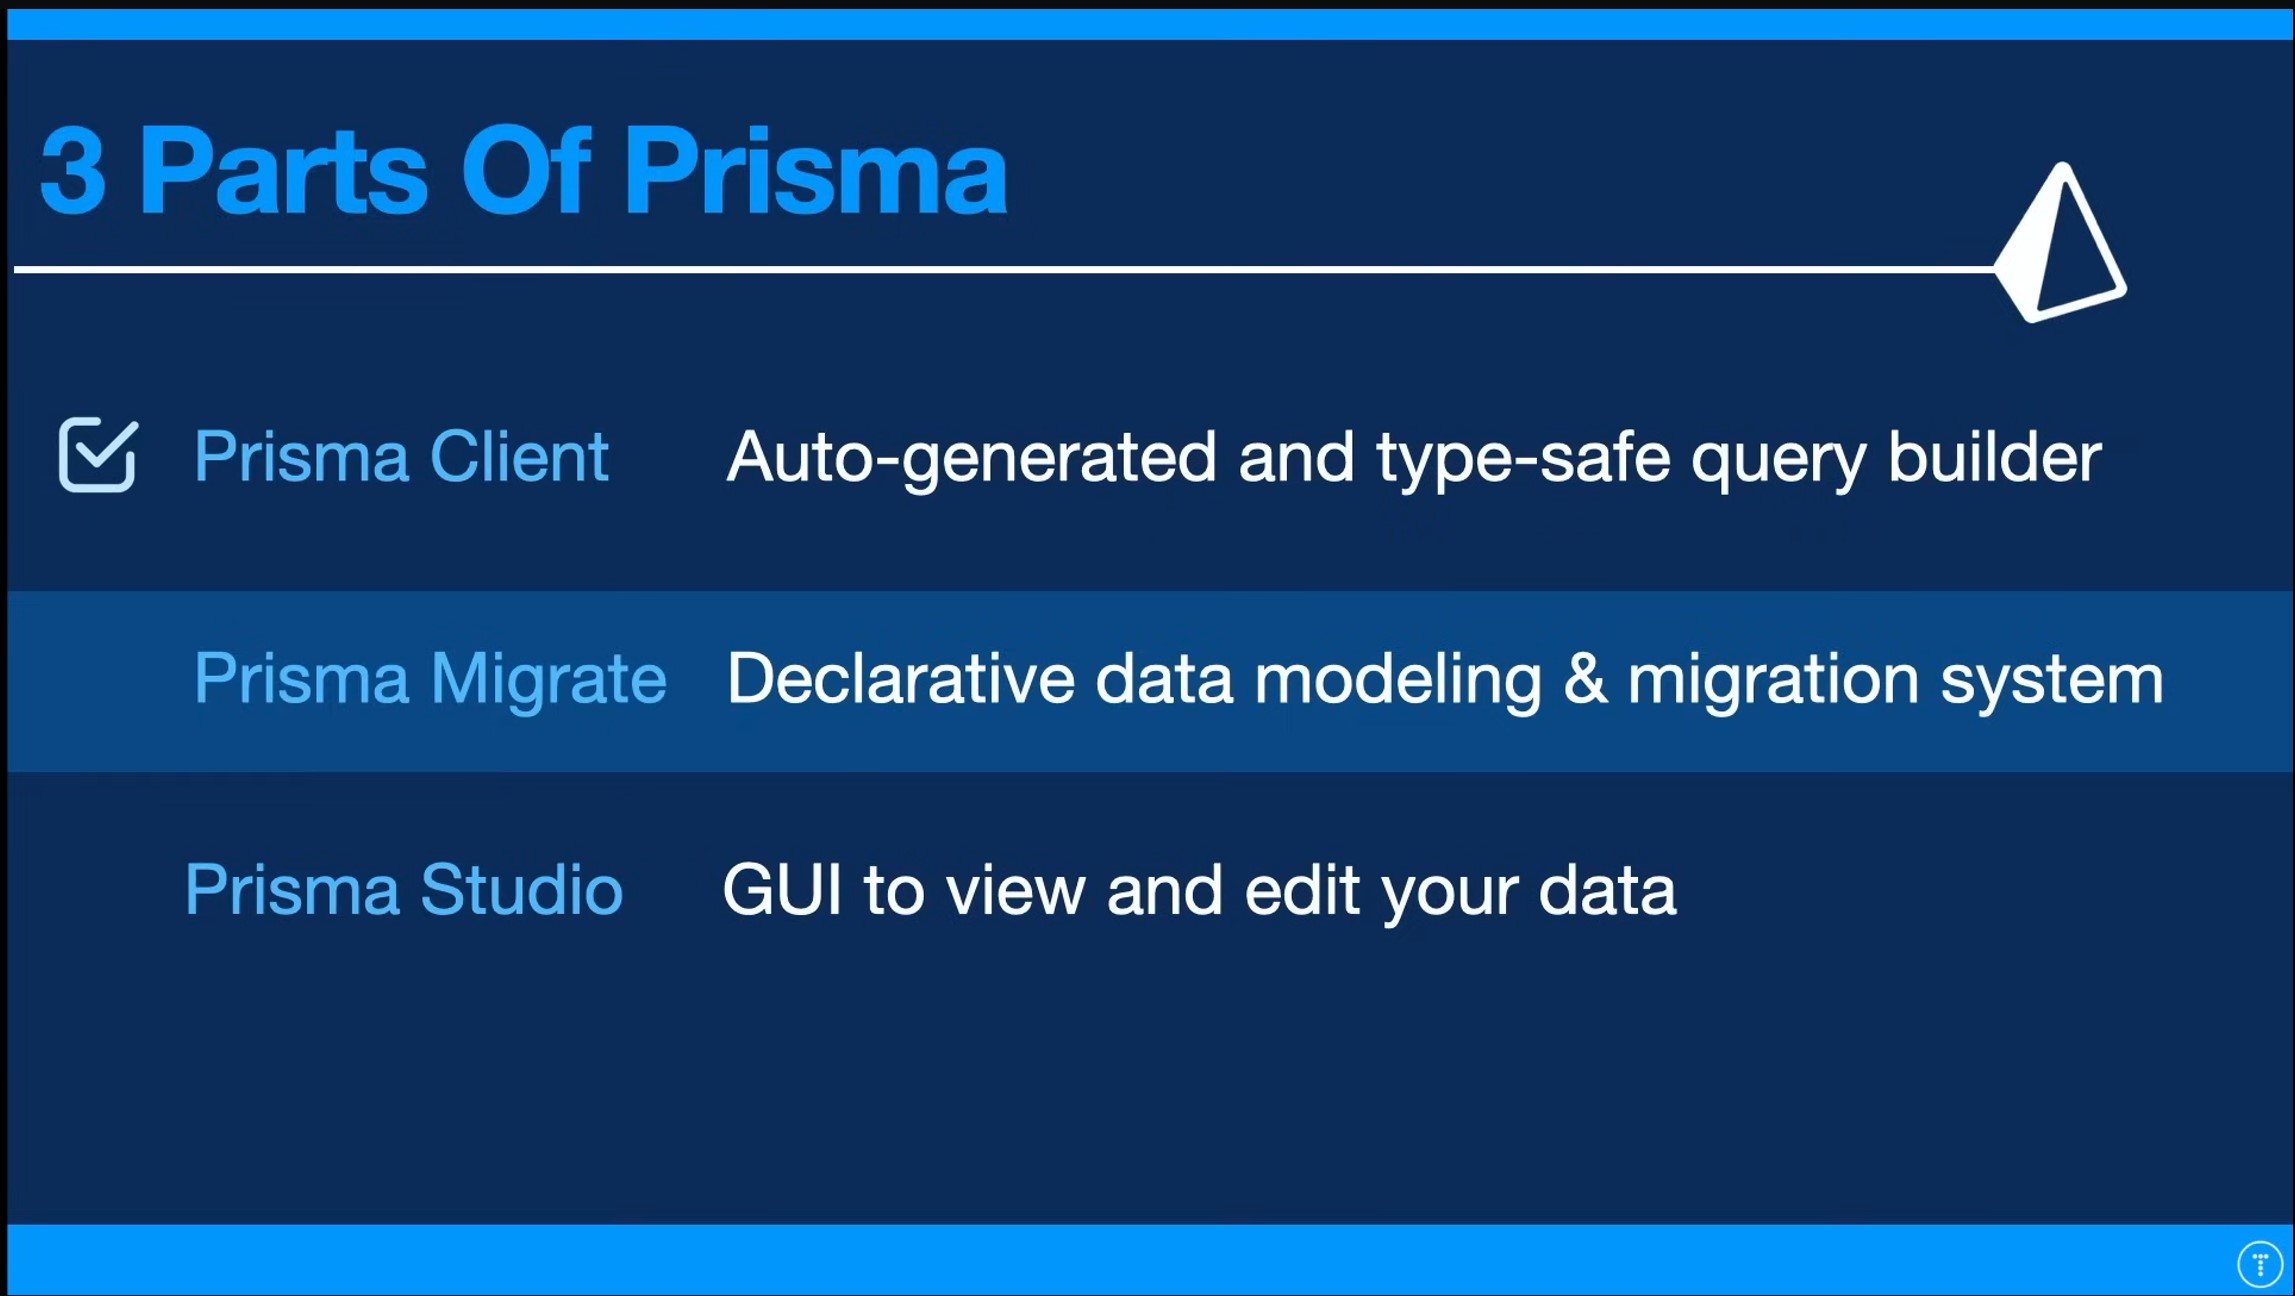 3 Parts Of Prisma
Prisma Client Auto-generated and type-safe query builder
Prisma Migrate Declarative data modeling & migration system
Prisma Studio GUI to view and edit your data
T